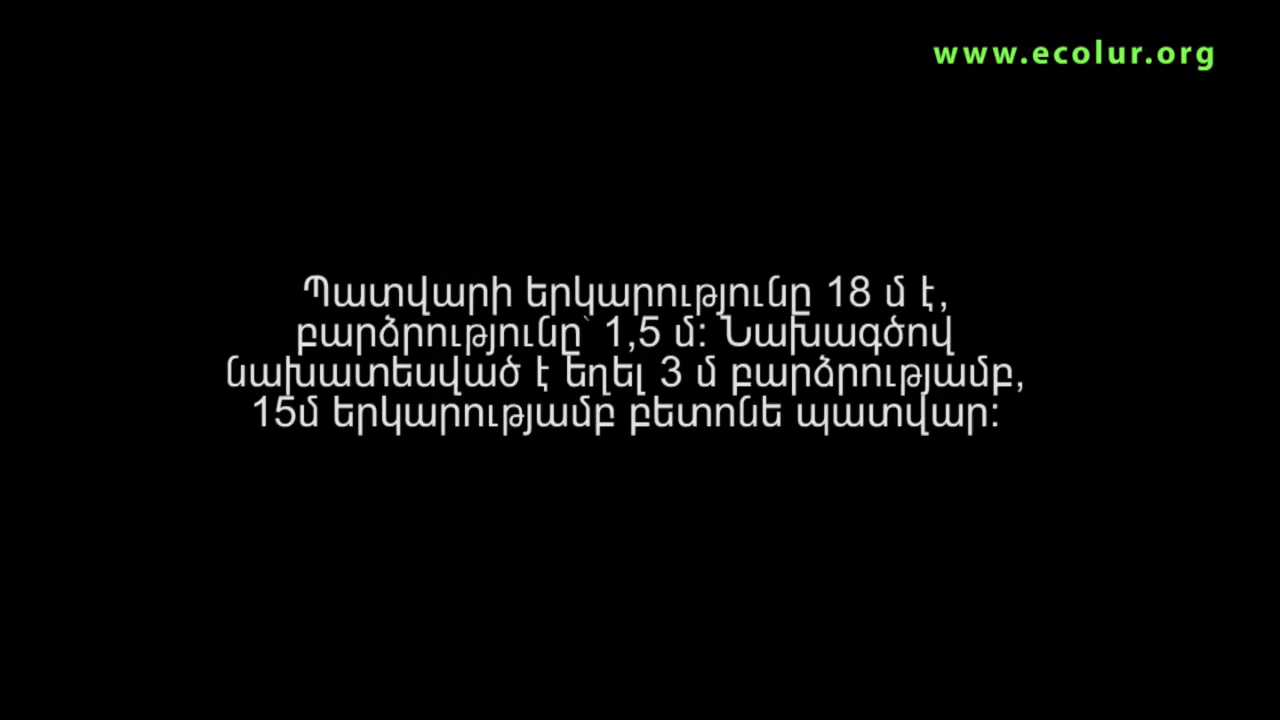 www.ecolur.org
Պատվարի երկարությունը 18 մ է,
բարձրությունը՝ 1,5 մ: Նախագծով
նախատեսված է եղել 3 մ բարձրությամբ,
15մ երկարությամբ բետոնե պատվար: